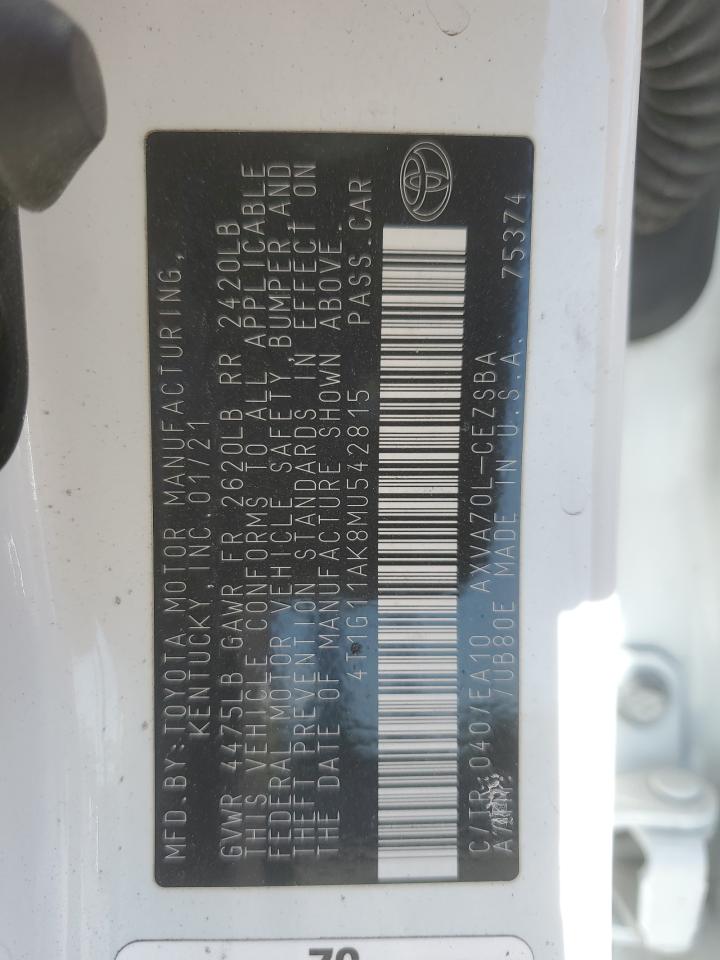 MFD.BY:TOYOTA MOTOR MANUFACTURING,
KENTUCKY,INC.01/21
GVWR 4475LB GAWR FR 2620LB RR 2420LB
THIS VEHICLE CONFORMS TO ALL APPLICABLE
FEDERAL MOTOR VEHICLE SAFETY,BUMPER,AND
THEFT PREVENTION STANDARDS IN EFFECT ON
THE DATE OF MANUFACTURE SHOWN ABOVE.
4T1G11AK8MU542815 PASS.CAR
C/TR 040/EA10 AXVA70L-CEZSBA
UB80E MADE IN U.S.A. 75374